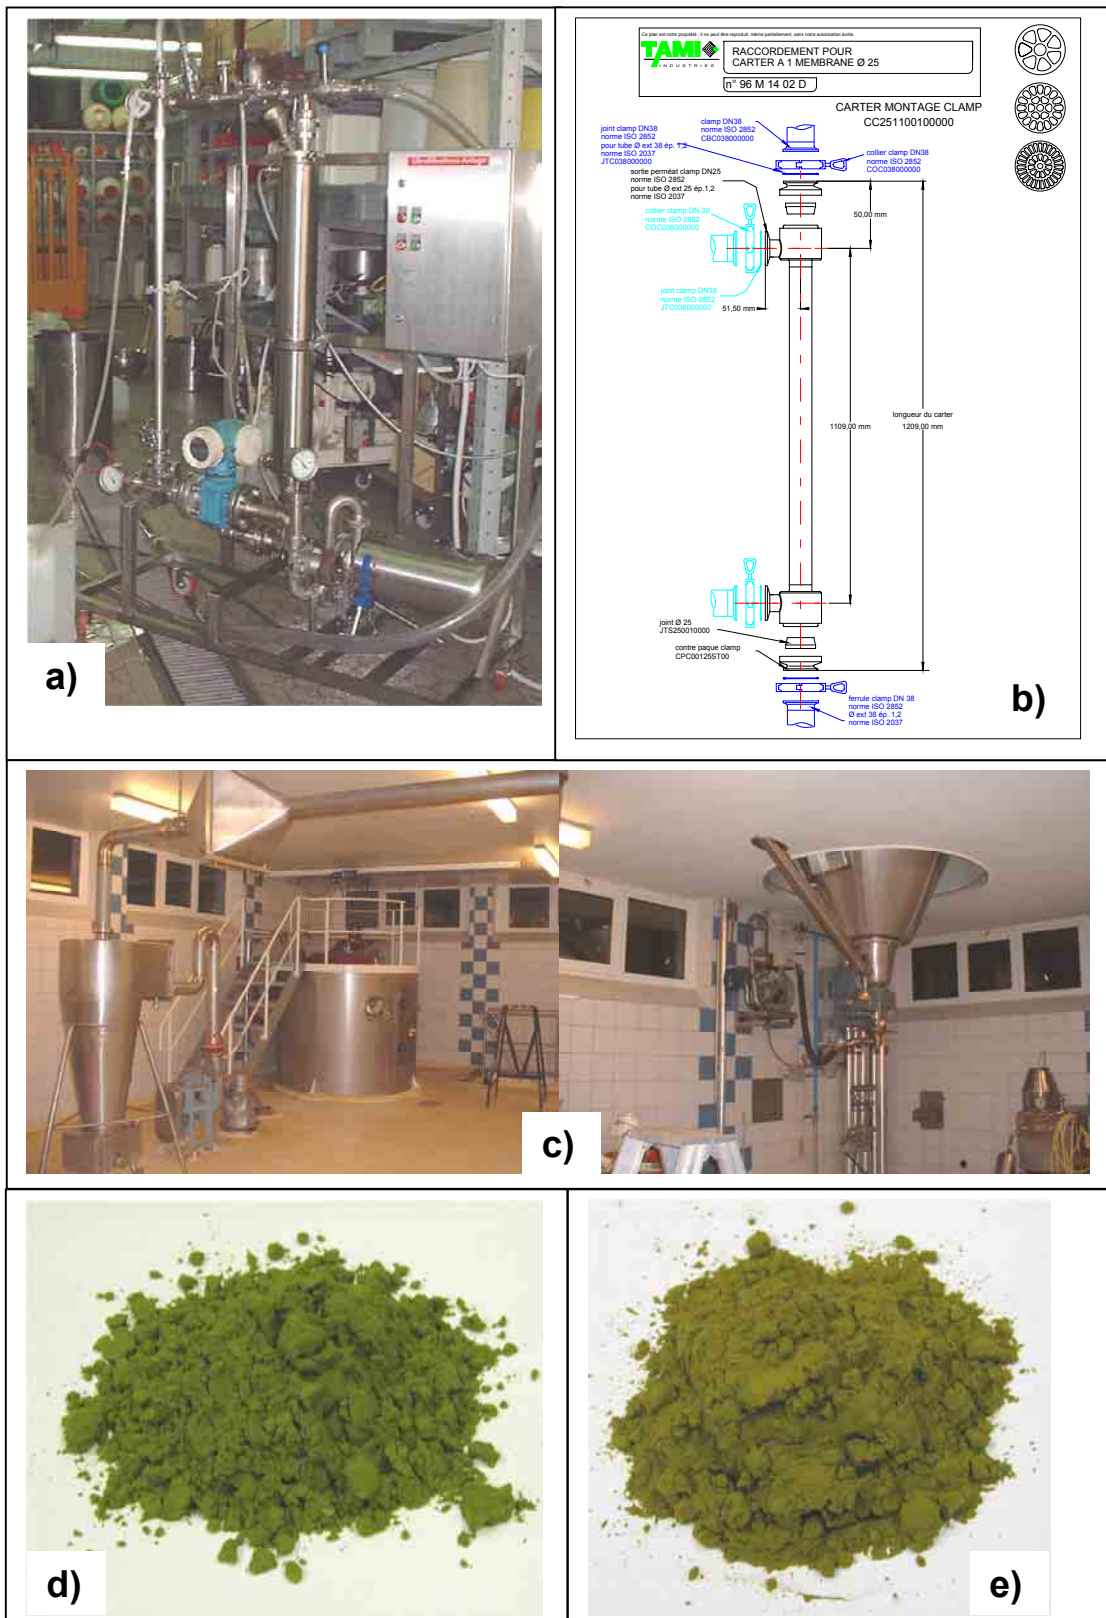 a)
Ce plan est notre propriété ; il ne peut être reproduit, même partiellement, sans notre autorisation écrite
TAMI
INDUSTRIES
RACCORDEMENT POUR
CARTER A 1 MEMBRANE Ø 25
n° 96 M 14 02 D
CARTER MONTAGE CLAMP
CC251100100000
clamp DN38
norme ISO 2852
CBC038000000
joint clamp DN38
norme ISO 2852
pour tube Ø ext 38 ép. 1,2
norme ISO 2037
JTC038000000
collier clamp DN38
norme ISO 2852
COC038000000
sortie perméat clamp DN25
norme ISO 2852
pour tube Ø ext 25 ép.1,2
norme ISO 2037
collier clamp DN 38
norme ISO 2852
COC038000000
50,00 mm
joint clamp DN38
norme ISO 2852
JTC038000000
51,50 mm
longueur du carter
1209,00 mm
1109,00 mm
joint Ø 25
JTS250010000
contre paque clamp
CPC00125ST00
ferrule clamp DN 38
norme ISO 2852
Ø ext 38 ép. 1,2
norme ISO 2037
b)
c)
d)
e)